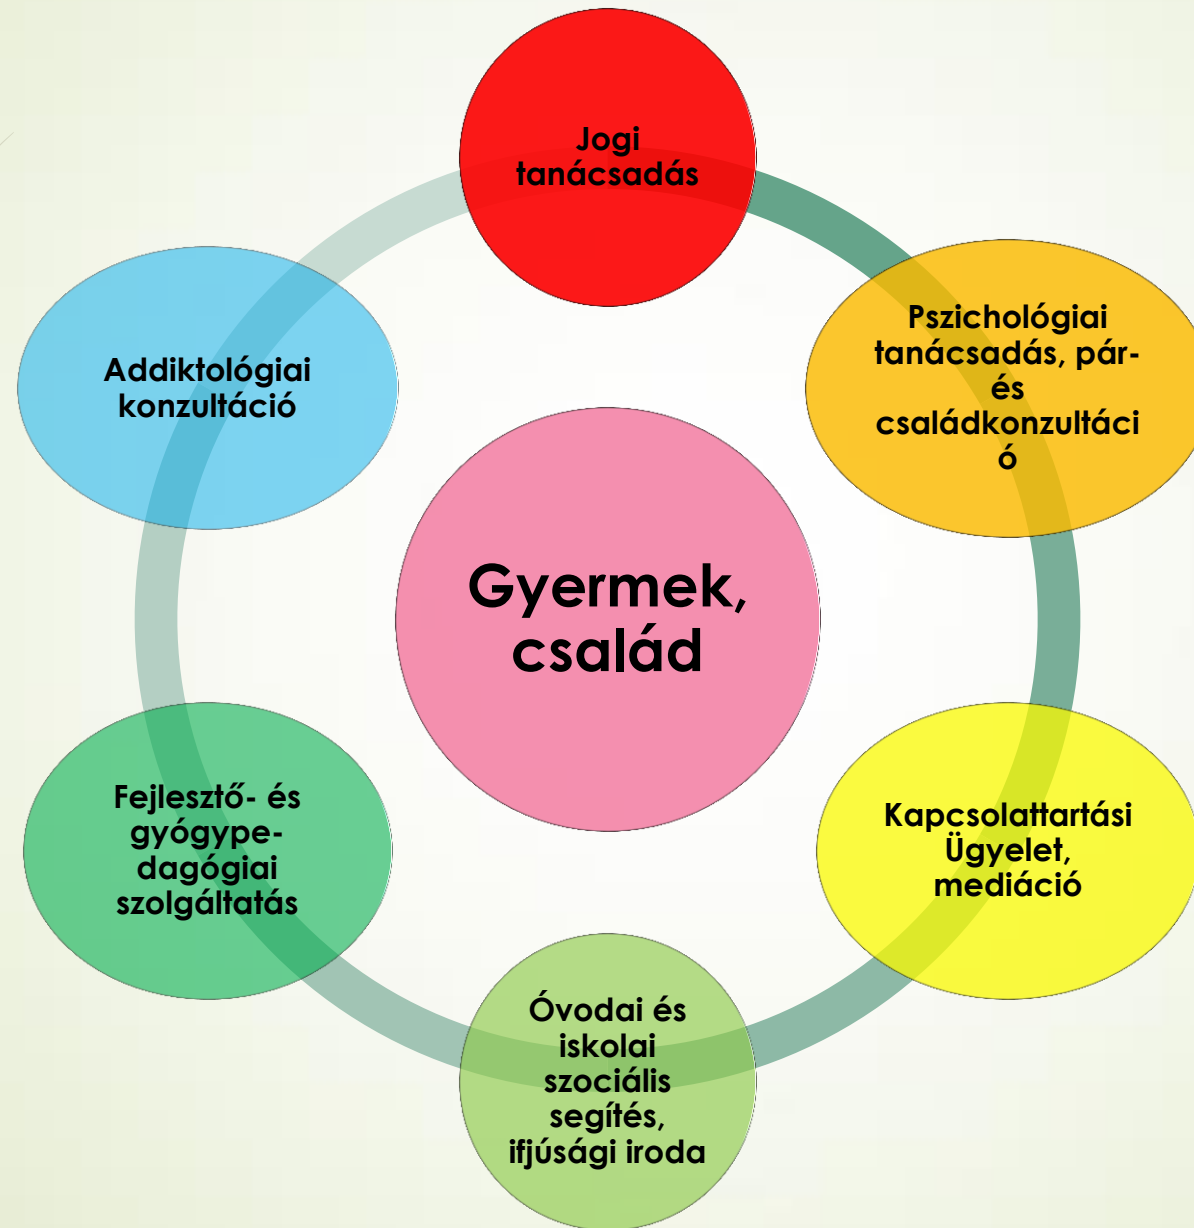 Jogi
tanácsadás
Pszichológiai
tanácsadás, pár-
és
családkonzultáci
ó
Addiktológiai
konzultáció
Gyermek,
család
Kapcsolattartási
Ügyelet,
mediáció
Fejlesztő- és
gyógype-
dagógiai
szolgáltatás
Óvodai és
iskolai
szociális
segítés,
ifjúsági iroda